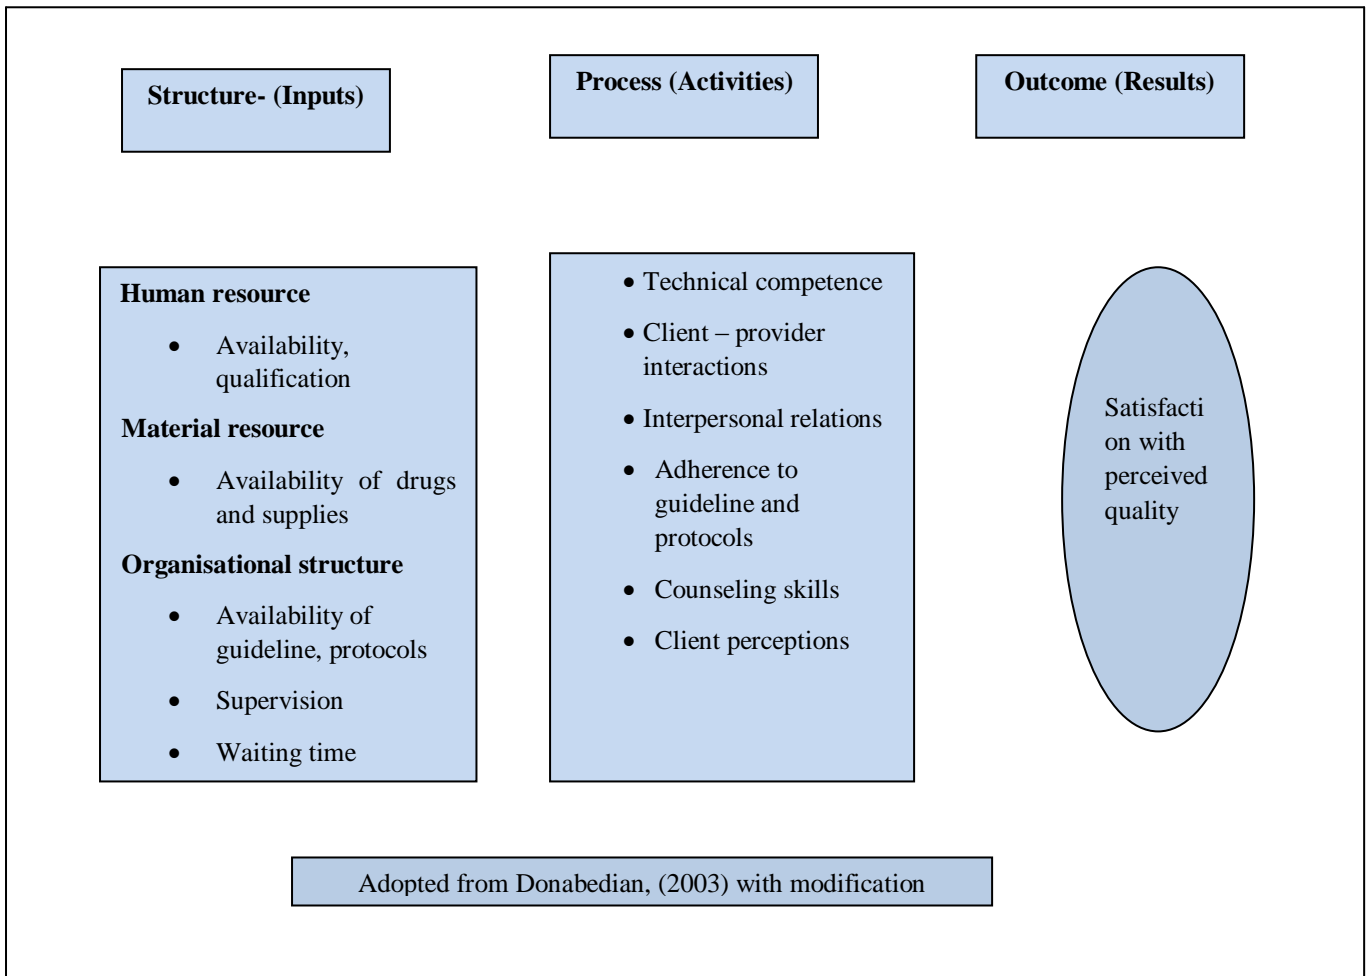 Structure- (Inputs)
Process (Activities)
Outcome (Results)
Human resource
• Availability,
qualification
Material resource
• Availability of drugs
and supplies
Organisational structure
• Availability of
guideline, protocols
• Supervision
• Waiting time
• Technical competence
• Client – provider
interactions
• Interpersonal relations
• Adherence to
guideline and
protocols
• Counseling skills
• Client perceptions
Satisfacti
on with
perceived
quality
Adopted from Donabedian, (2003) with modification